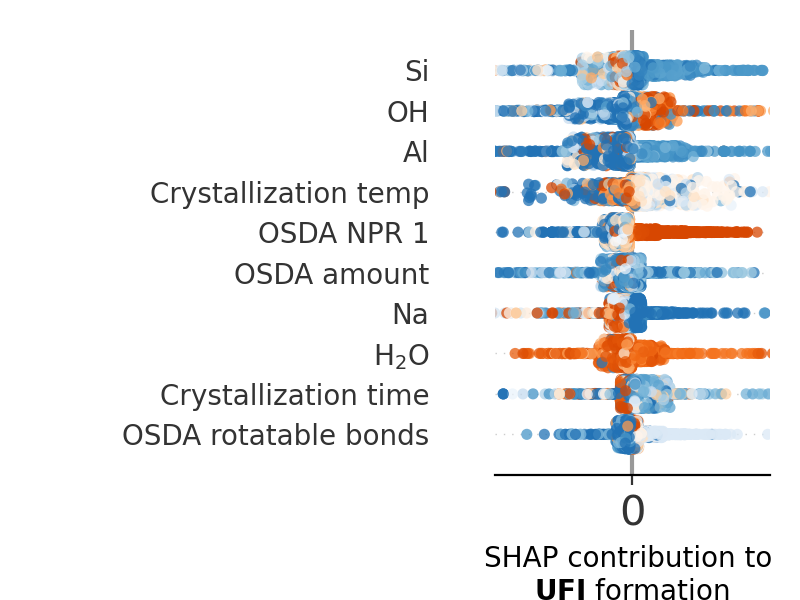 Si
OH
Al
Crystallization temp
OSDA NPR 1
OSDA amount
Na
H₂O
Crystallization time
OSDA rotatable bonds
0
SHAP contribution to
UFI formation